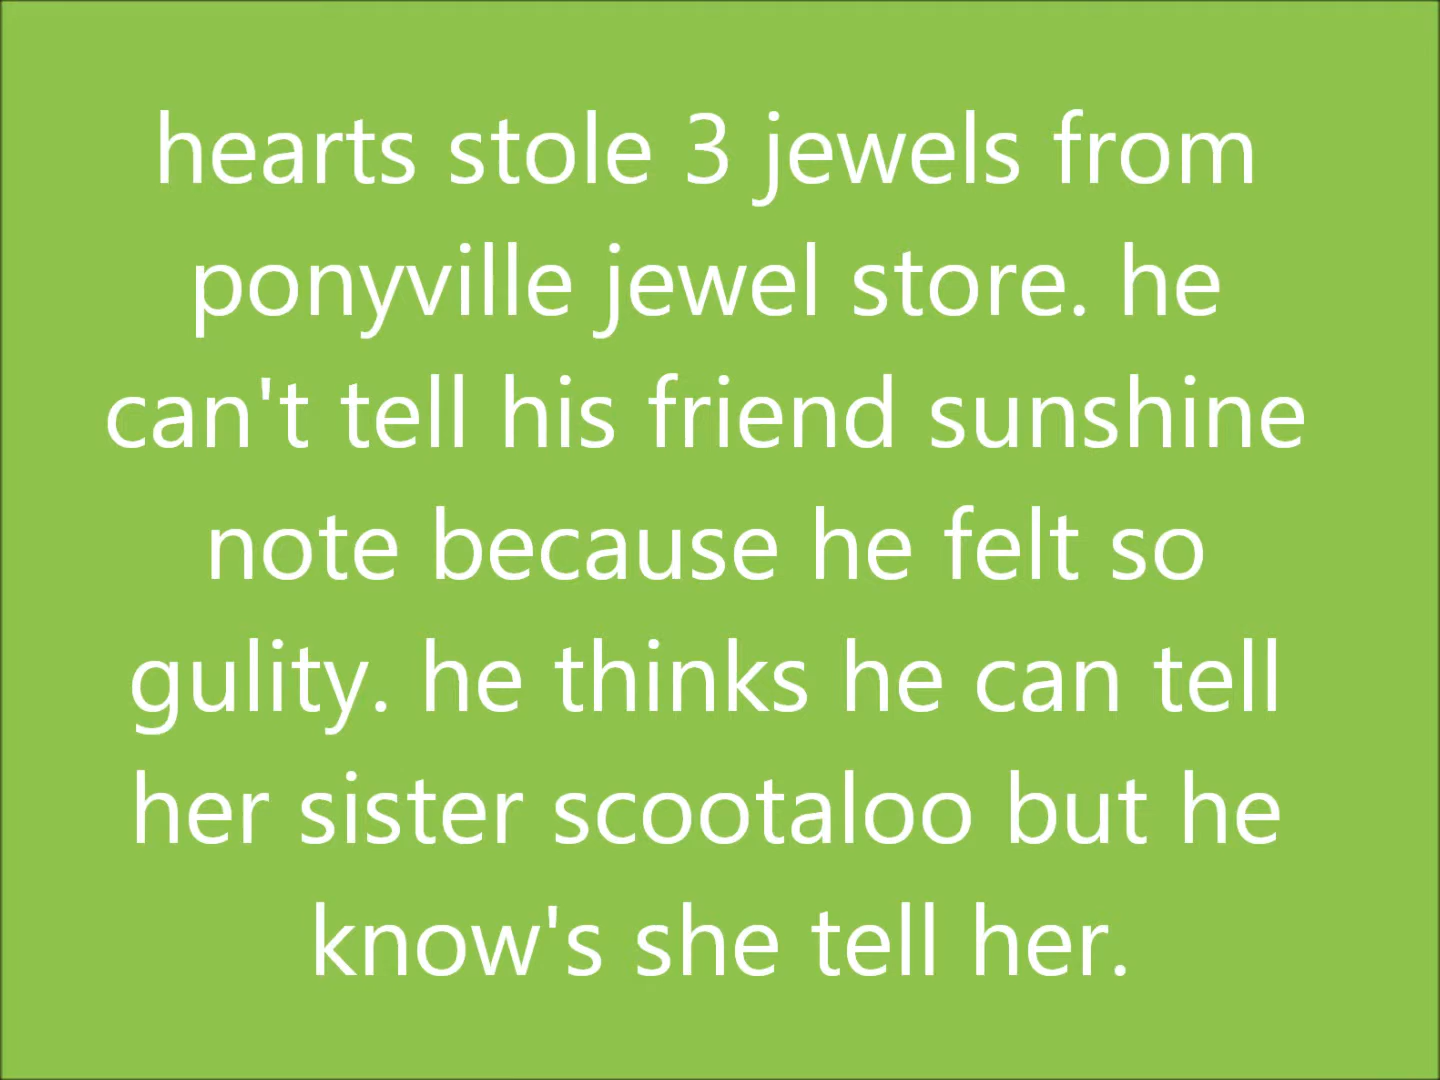 hearts stole 3 jewels from
ponyville jewel store. he
can't tell his friend sunshine
note because he felt so
gulity. he thinks he can tell
her sister scootaloo but he
know's she tell her.